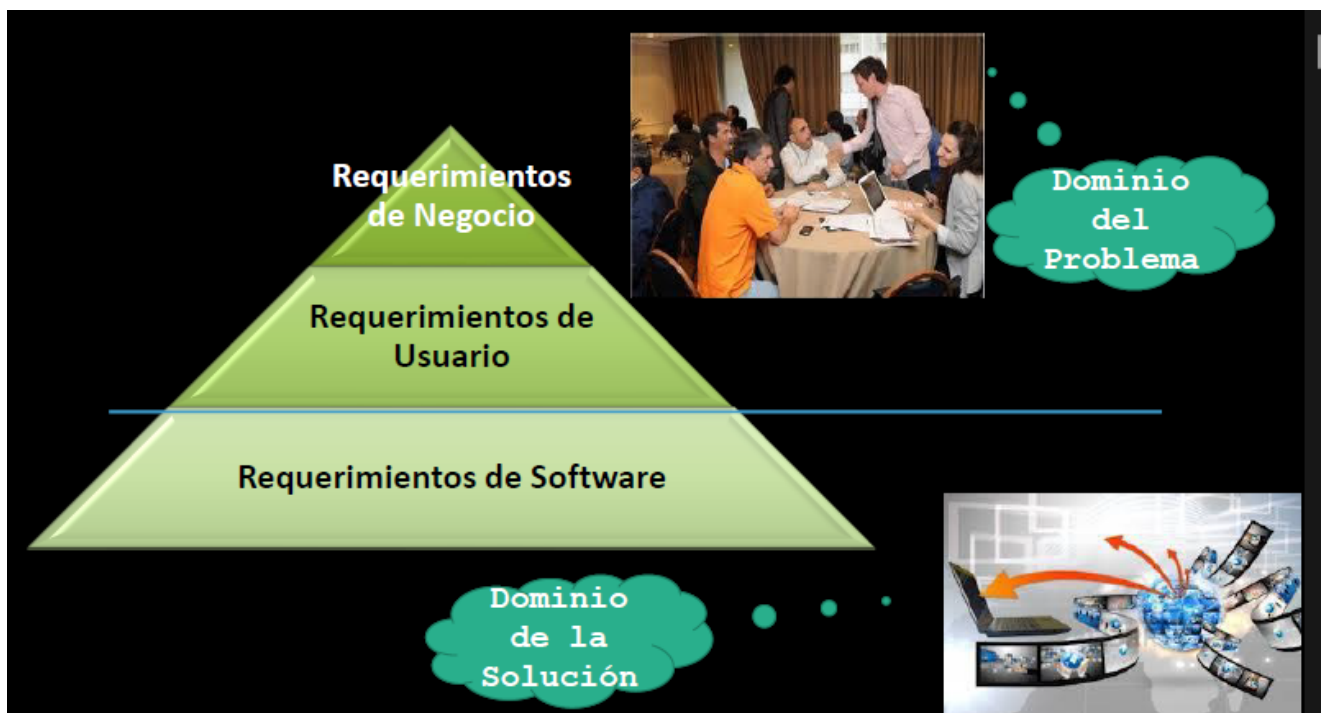 Requerimientos
de Negocio
Dominio
del
Problema
Requerimientos de
Usuario
Requerimientos de Software
Dominio
de la
Solución